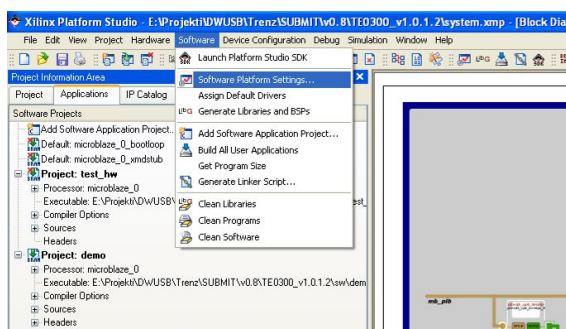 Xilinx Platform Studio - E:\Projekti\DWUSB\Trenz\SUBMIT\v0.8\TE0300_v1.0.1.2\system.xmp - [Block Dia
File Edit View Project Hardware Software Device Configuration Debug Simulation Window Help
Launch Platform Studio SDK
Software Platform Settings...
Assign Default Drivers
Generate Libraries and BSPs
Add Software Application Project...
Build All User Applications
Get Program Size
Generate Linker Script...
Clean Libraries
Clean Programs
Clean Software
Project Information Area
Project Applications IP Catalog
Software Projects
Add Software Application Project..
Default: microblaze_0_bootloop
Default: microblaze_0_xmdstub
Project: test_hw
Processor: microblaze_0
Executable: E:\Projekti\DWUSB\
Compiler Options
Sources
Headers
Project: demo
Processor: microblaze_0
Executable: E:\Projekti\DWUSB\Trenz\SUBMIT\v0.8\TE0300_v1.0.1.2\sw\dem
Compiler Options
Sources
Headers
mb_plb